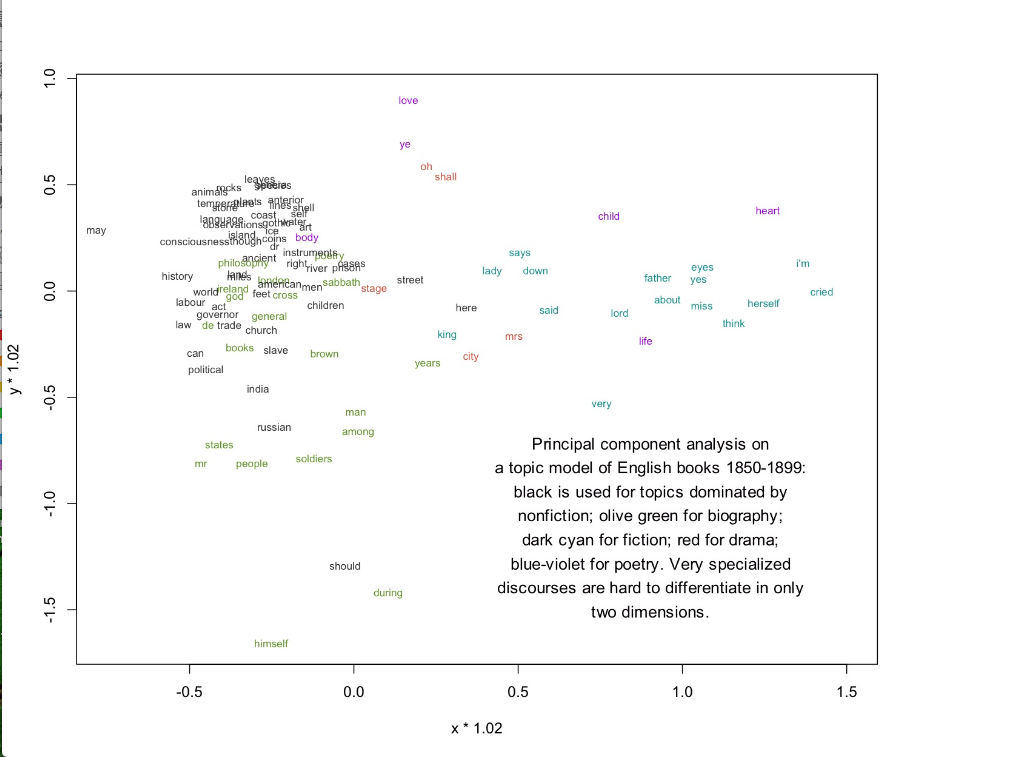 1.0
love
ye
oh
shall
0.5
leaves
species
rocks
animals
plants
anterior
temperature
lines
shell
stone
child
heart
self
coast
language
gothic
water
observations
art
may
ice
island
body
coins
consciousness
though
dr
instruments
says
poetry
ancient
philosophy
right
cases
prison
river
lady
down
eyes
i'm
history
land
miles
father
yes
london
sabbath
street
american
men
0.0
ireland
stage
world
feet
cross
god
cried
labour
act
children
here
said
about
miss
herself
governor
general
lord
law
de
trade
church
think
king
mrs
life
books
slave
can
brown
city
years
political
india
-0.5
very
man
russian
among
states
mr
people
soldiers
Principal component analysis on
a topic model of English books 1850-1899:
black is used for topics dominated by
nonfiction; olive green for biography;
dark cyan for fiction; red for drama;
blue-violet for poetry. Very specialized
discourses are hard to differentiate in only
two dimensions.
-1.0
should
during
-1.5
himself
y * 1.02
-0.5 0.0 0.5 1.0 1.5
x * 1.02